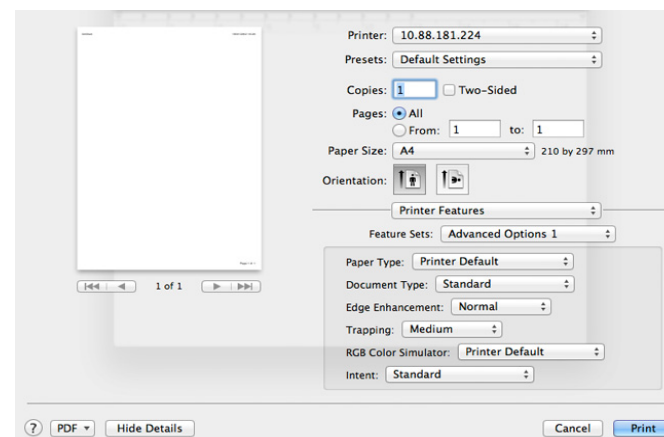 Printer: 10.88.181.224
Presets: Default Settings
Copies: 1 Two-Sided
Pages: All
From: 1 to: 1
Paper Size: A4 210 by 297 mm
Orientation:
Printer Features
Feature Sets: Advanced Options 1
Paper Type: Printer Default
1 of 1
Document Type: Standard
Edge Enhancement: Normal
Trapping: Medium
RGB Color Simulator: Printer Default
Intent: Standard
? PDF Hide Details Cancel Print